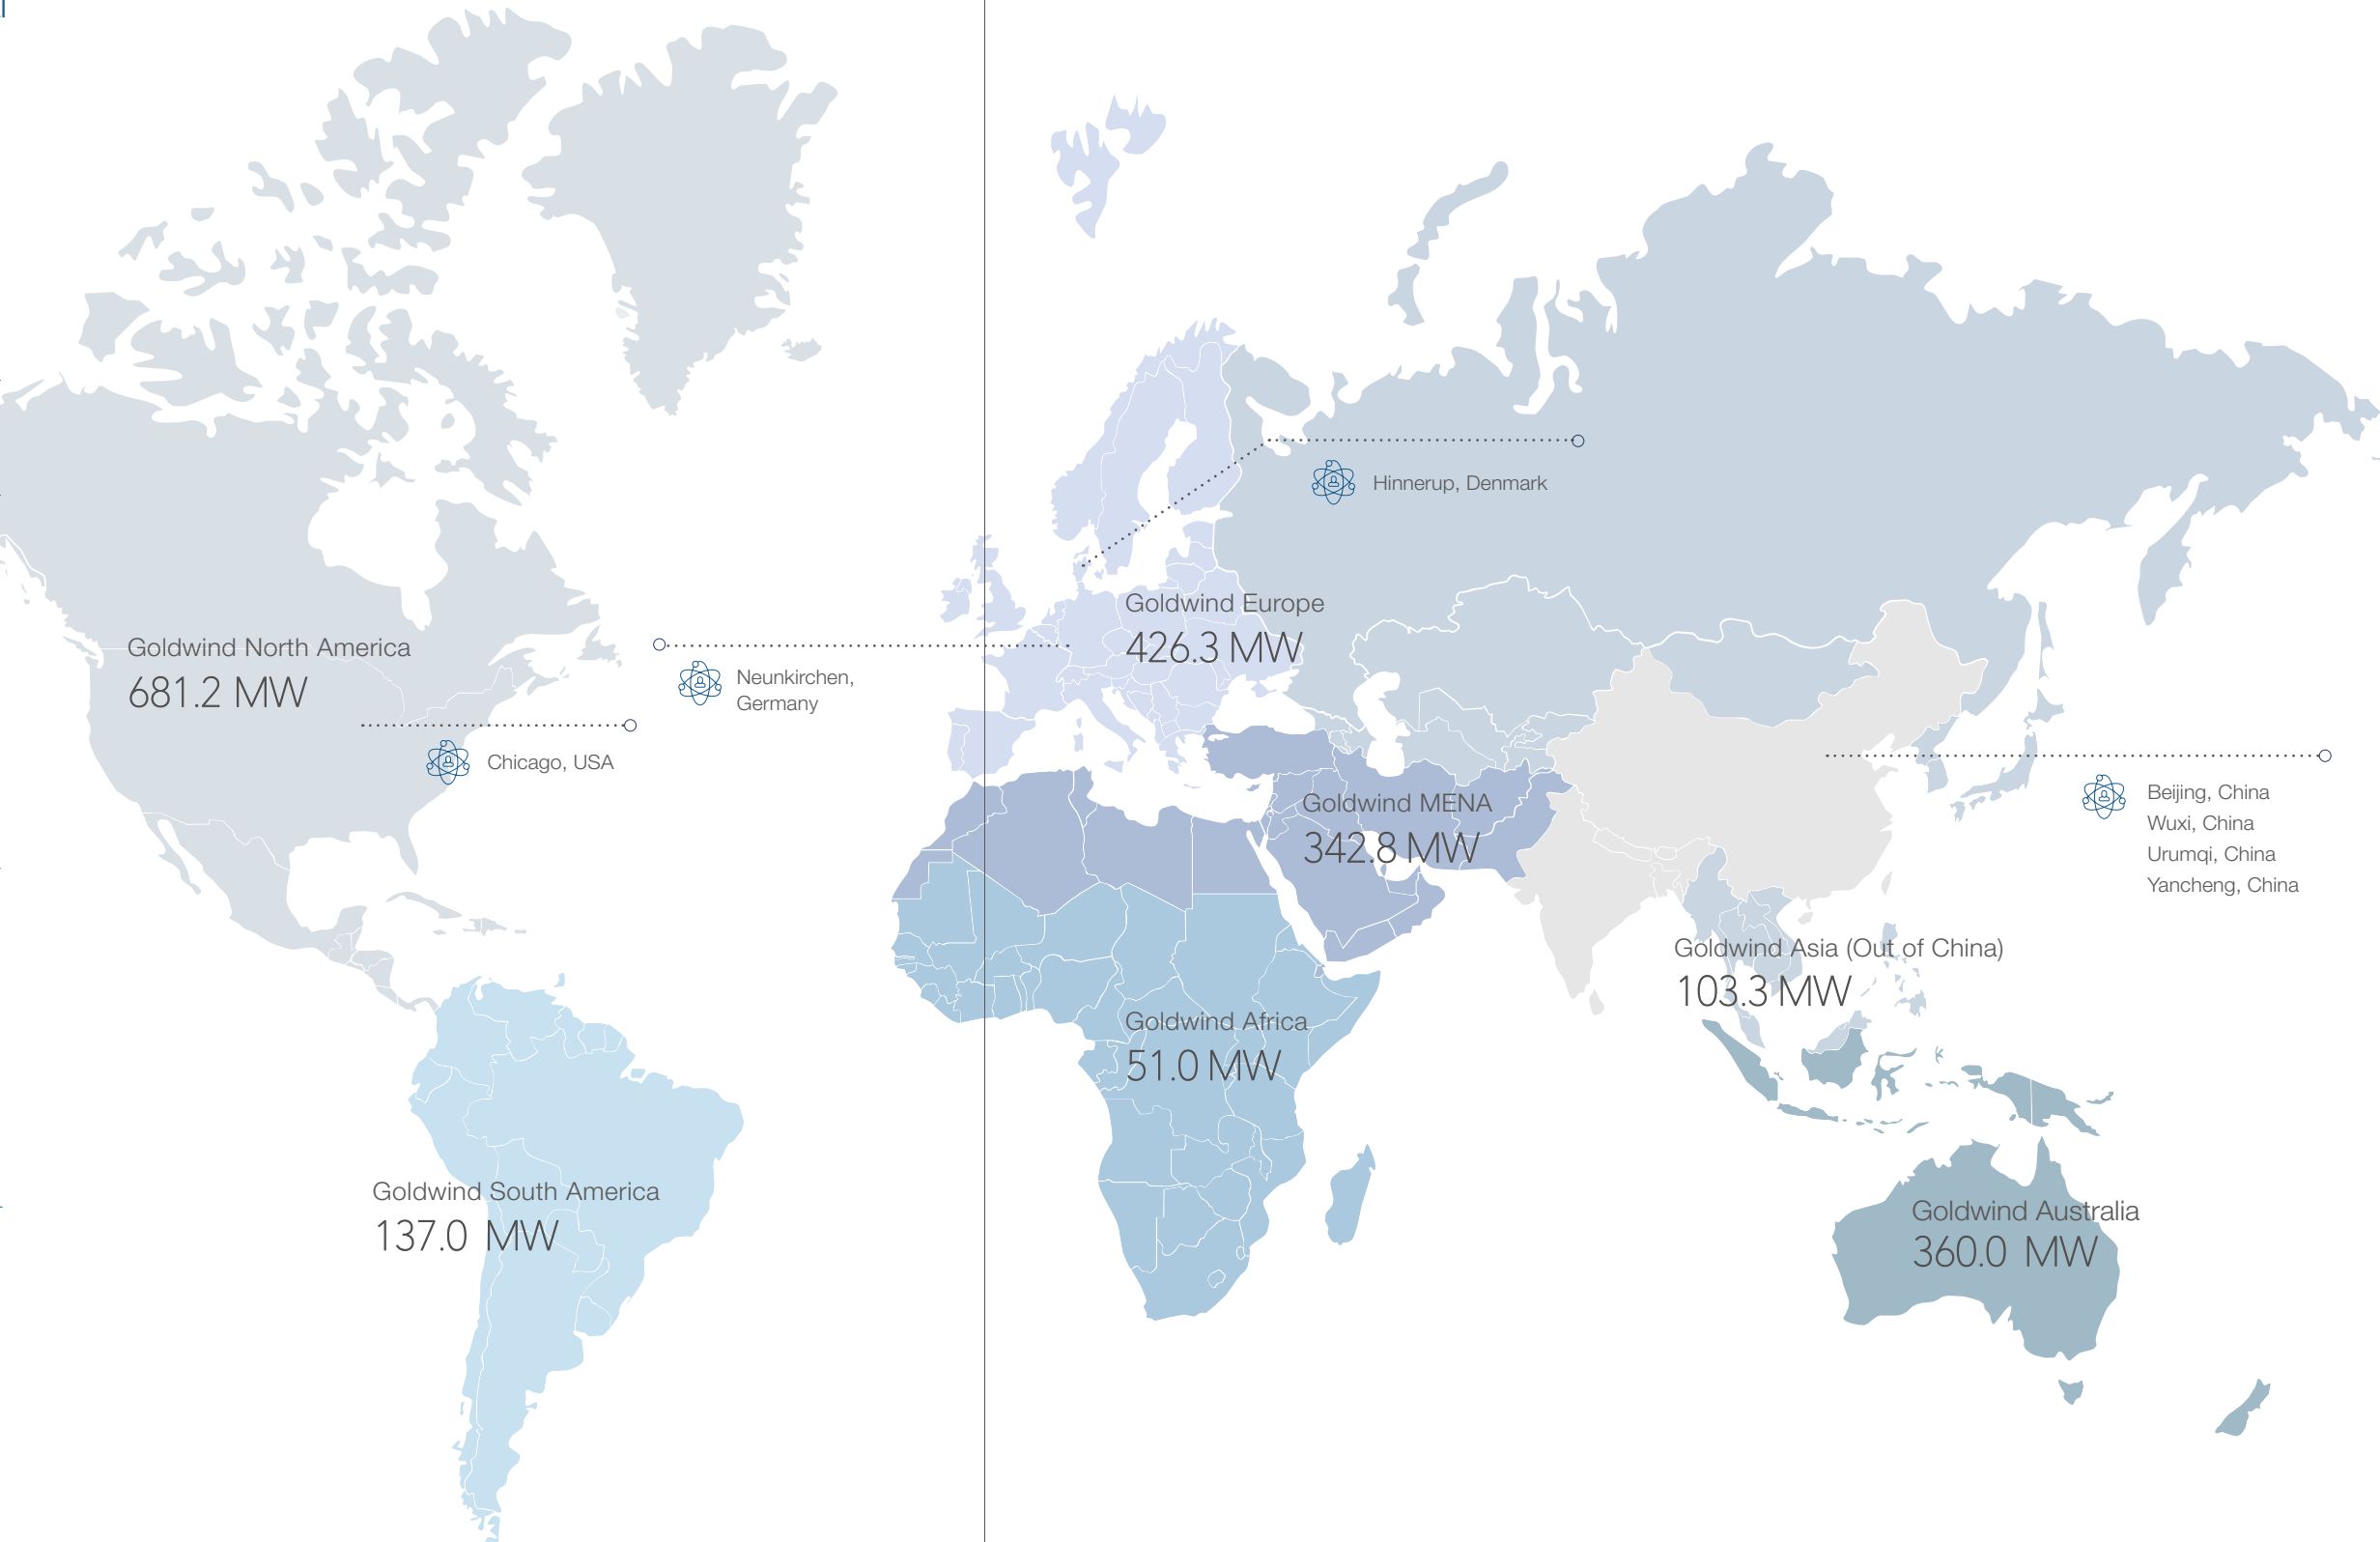 Hinnerup, Denmark
Goldwind Europe
426.3 MW
Goldwind North America
681.2 MW
Neunkirchen,
Germany
Chicago, USA
Goldwind MENA
342.8 MW
Beijing, China
Wuxi, China
Urumqi, China
Yancheng, China
Goldwind Asia (Out of China)
103.3 MW
Goldwind Africa
51.0 MW
Goldwind South America
137.0 MW
Goldwind Australia
360.0 MW